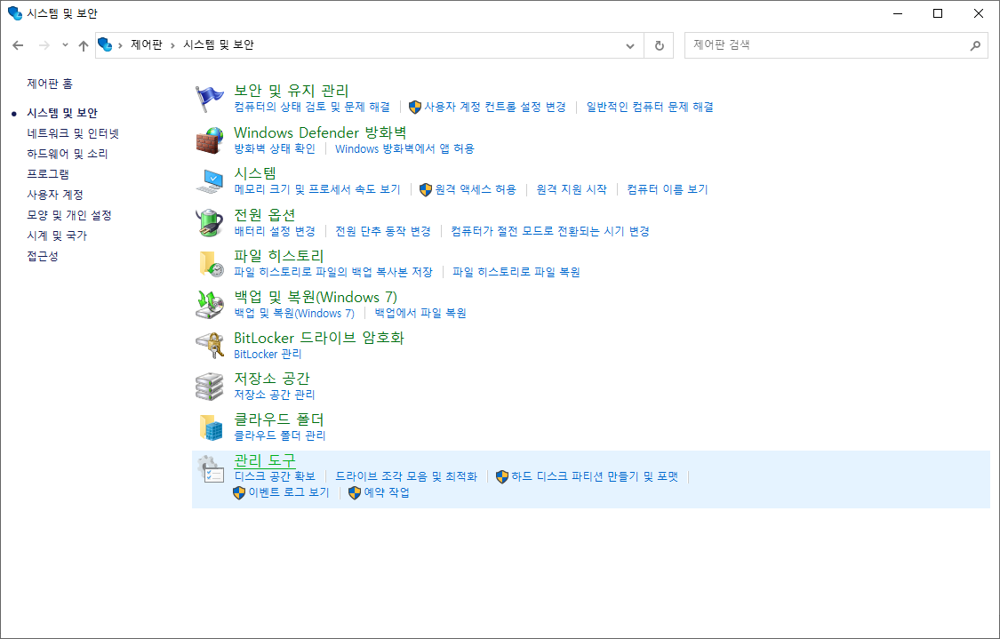 시스템 및 보안
제어판 > 시스템 및 보안
제어판 검색
제어판 홈
시스템 및 보안
네트워크 및 인터넷
하드웨어 및 소리
프로그램
사용자 계정
모양 및 개인 설정
시계 및 국가
접근성
보안 및 유지 관리
컴퓨터의 상태 검토 및 문제 해결 | 사용자 계정 컨트롤 설정 변경 | 일반적인 컴퓨터 문제 해결
Windows Defender 방화벽
방화벽 상태 확인 | Windows 방화벽에서 앱 허용
시스템
메모리 크기 및 프로세서 속도 보기 | 원격 액세스 허용 | 원격 지원 시작 | 컴퓨터 이름 보기
전원 옵션
배터리 설정 변경 | 전원 단추 동작 변경 | 컴퓨터가 절전 모드로 전환되는 시기 변경
파일 히스토리
파일 히스토리로 파일의 백업 복사본 저장 | 파일 히스토리로 파일 복원
백업 및 복원(Windows 7)
백업 및 복원(Windows 7) | 백업에서 파일 복원
BitLocker 드라이브 암호화
BitLocker 관리
저장소 공간
저장소 공간 관리
클라우드 폴더
클라우드 폴더 관리
관리 도구
디스크 공간 확보 | 드라이브 조각 모음 및 최적화 | 하드 디스크 파티션 만들기 및 포맷 |
이벤트 로그 보기 | 예약 작업